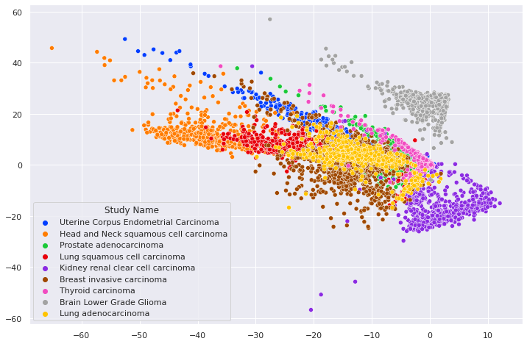 60
40
20
0
−20
−40
−60
Study Name
Uterine Corpus Endometrial Carcinoma
Head and Neck squamous cell carcinoma
Prostate adenocarcinoma
Lung squamous cell carcinoma
Kidney renal clear cell carcinoma
Breast invasive carcinoma
Thyroid carcinoma
Brain Lower Grade Glioma
Lung adenocarcinoma
−60 −50 −40 −30 −20 −10 0 10